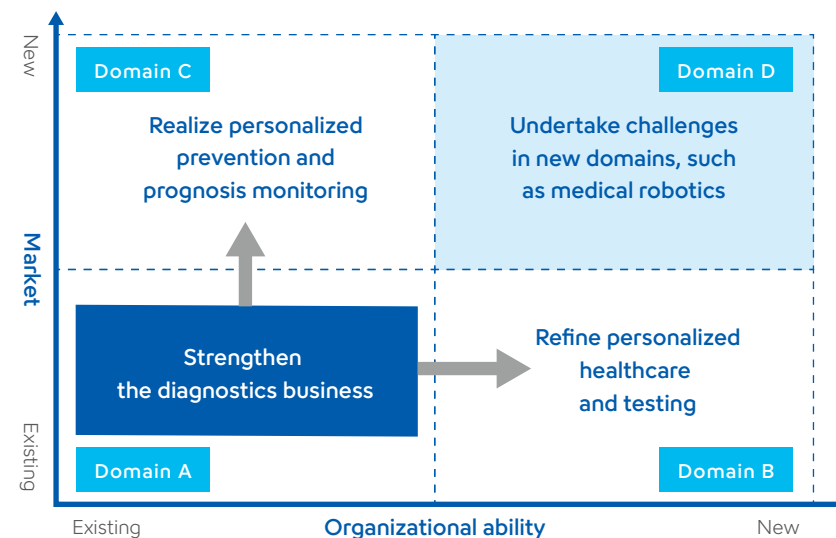 New
Domain C
Domain D
Realize personalized
prevention and
prognosis monitoring
Undertake challenges
in new domains, such
as medical robotics
Market
Strengthen
the diagnostics business
Refine personalized
healthcare
and testing
Existing
Domain A
Domain B
Existing
Organizational ability
New